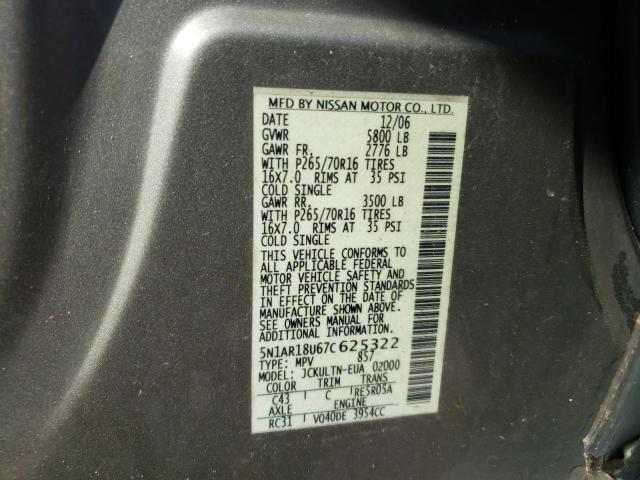 MFD BY NISSAN MOTOR CO., LTD.
DATE 12/06
GVWR 5800 LB
GAWR FR. 2776 LB
WITH P265/70R16 TIRES
16X7.0 RIMS AT 35 PSI
COLD SINGLE
GAWR RR. 3500 LB
WITH P265/70R16 TIRES
16X7.0 RIMS AT 35 PSI
COLD SINGLE
THIS VEHICLE CONFORMS TO
ALL APPLICABLE FEDERAL
MOTOR VEHICLE SAFETY AND
THEFT PREVENTION STANDARDS
IN EFFECT ON THE DATE OF
MANUFACTURE SHOWN ABOVE.
SEE OWNERS MANUAL FOR
ADDITIONAL INFORMATION.
5N1AR18U67C625322
TYPE: MPV 857
MODEL: JCKULTN-EUA 0Z000
COLOR TRIM TRANS
C43 C RE5R05A
AXLE ENGINE
RC31 VQ40DE 3954CC